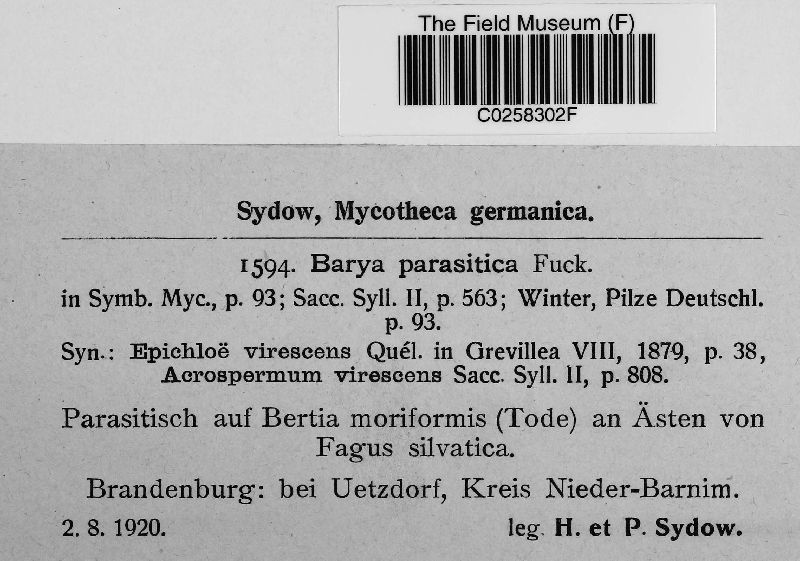 The Field Museum (F)
C0258302F
Sydow, Mycotheca germanica.
1594. Barya parasitica Fuck.
in Symb. Myc., p. 93; Sacc. Syll. II, p. 563; Winter, Pilze Deutschl.
p. 93.
Syn.: Epichloë virescens Quél. in Grevillea VIII, 1879, p. 38,
Acrospermum virescens Sacc. Syll. II, p. 808.
Parasitisch auf Bertia moriformis (Tode) an Ästen von
Fagus silvatica.
Brandenburg: bei Uetzdorf, Kreis Nieder-Barnim.
2. 8. 1920. leg. H. et P. Sydow.